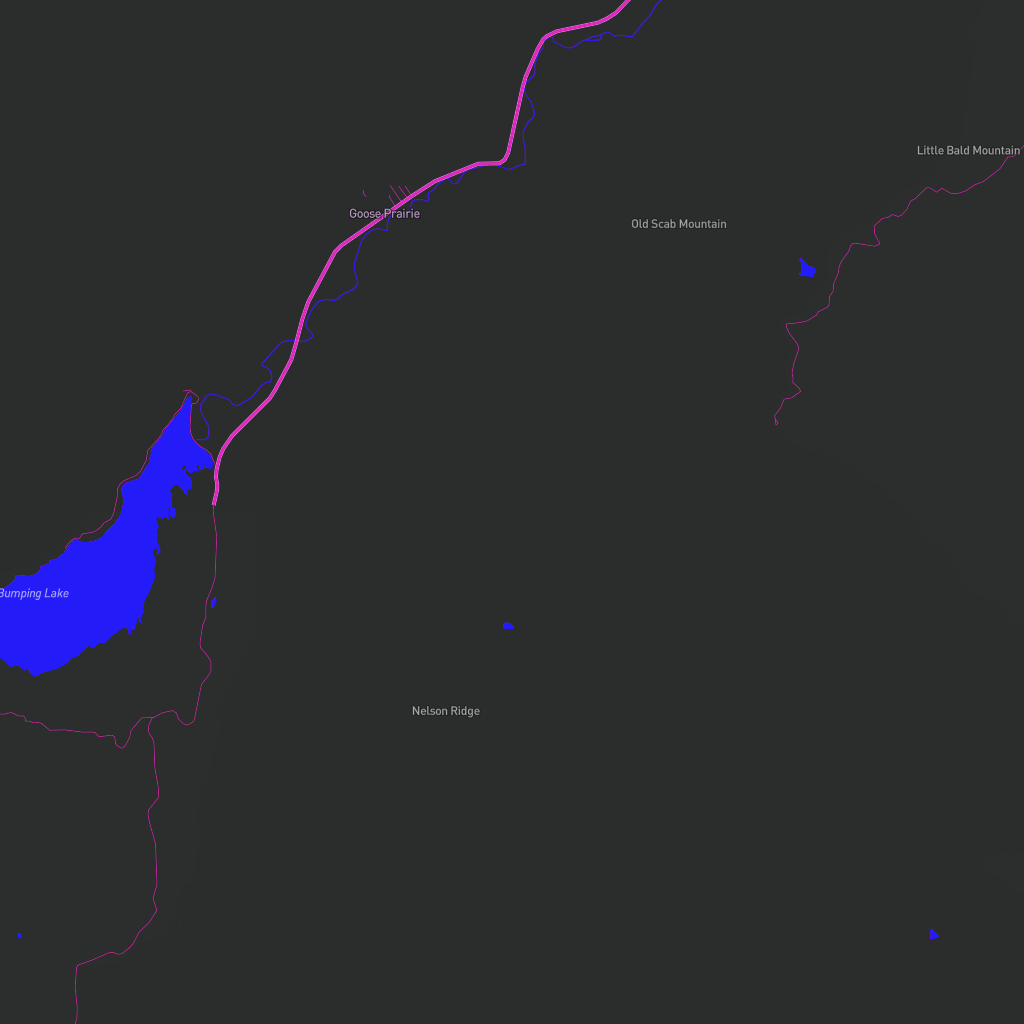 Little Bald Mountain
Goose Prairie
Old Scab Mountain
Bumping Lake
Nelson Ridge